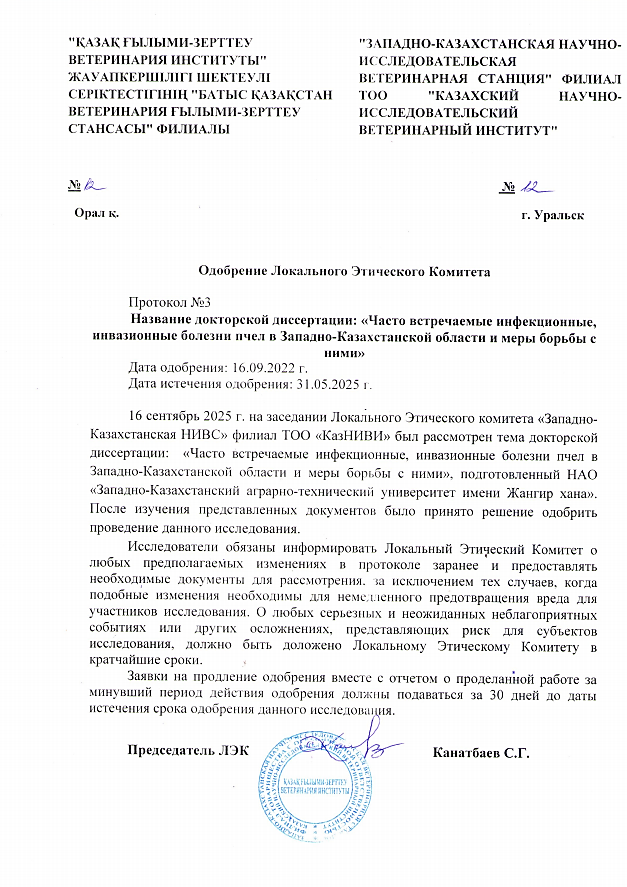 "ҚАЗАҚ ҒЫЛЫМИ-ЗЕРТТЕУ
ВЕТЕРИНАРИЯ ИНСТИТУТЫ"
ЖАУАПКЕРШІЛІГІ ШЕКТЕУЛІ
СЕРІКТЕСТІГІНІҢ "БАТЫС ҚАЗАҚСТАН
ВЕТЕРИНАРИЯ ҒЫЛЫМИ-ЗЕРТТЕУ
СТАНСАСЫ" ФИЛИАЛЫ
"ЗАПАДНО-КАЗАХСТАНСКАЯ НАУЧНО-
ИССЛЕДОВАТЕЛЬСКАЯ
ВЕТЕРИНАРНАЯ СТАНЦИЯ" ФИЛИАЛ
ТОО "КАЗАХСКИЙ НАУЧНО-
ИССЛЕДОВАТЕЛЬСКИЙ
ВЕТЕРИНАРНЫЙ ИНСТИТУТ"
№ 12
№ 12
Орал қ.
г. Уральск
Одобрение Локального Этического Комитета
Протокол №3
Название докторской диссертации: «Часто встречаемые инфекционные,
инвазионные болезни пчел в Западно-Казахстанской области и меры борьбы с
ними»
Дата одобрения: 16.09.2022 г.
Дата истечения одобрения: 31.05.2025 г.
16 сентябрь 2025 г. на заседании Локального Этического комитета «Западно-
Казахстанская НИВС» филиал ТОО «КазНИВИ» был рассмотрен тема докторской
диссертации: «Часто встречаемые инфекционные, инвазионные болезни пчел в
Западно-Казахстанской области и меры борьбы с ними», подготовленный НАО
«Западно-Казахстанский аграрно-технический университет имени Жангир хана».
После изучения представленных документов было принято решение одобрить
проведение данного исследования.
Исследователи обязаны информировать Локальный Этический Комитет о
любых предполагаемых изменениях в протоколе заранее и предоставлять
необходимые документы для рассмотрения, за исключением тех случаев, когда
подобные изменения необходимы для немедленного предотвращения вреда для
участников исследования. О любых серьезных и неожиданных неблагоприятных
событиях или других осложнениях, представляющих риск для субъектов
исследования, должно быть доложено Локальному Этическому Комитету в
кратчайшие сроки.
Заявки на продление одобрения вместе с отчетом о проделанной работе за
минувший период действия одобрения должны подаваться за 30 дней до даты
истечения срока одобрения данного исследования.
Председатель ЛЭК
Канатбаев С.Г.
ҚАЗАҚ ҒЫЛЫМИ-ЗЕРТТЕУ
ВЕТЕРИНАРИЯ ИНСТИТУТЫ